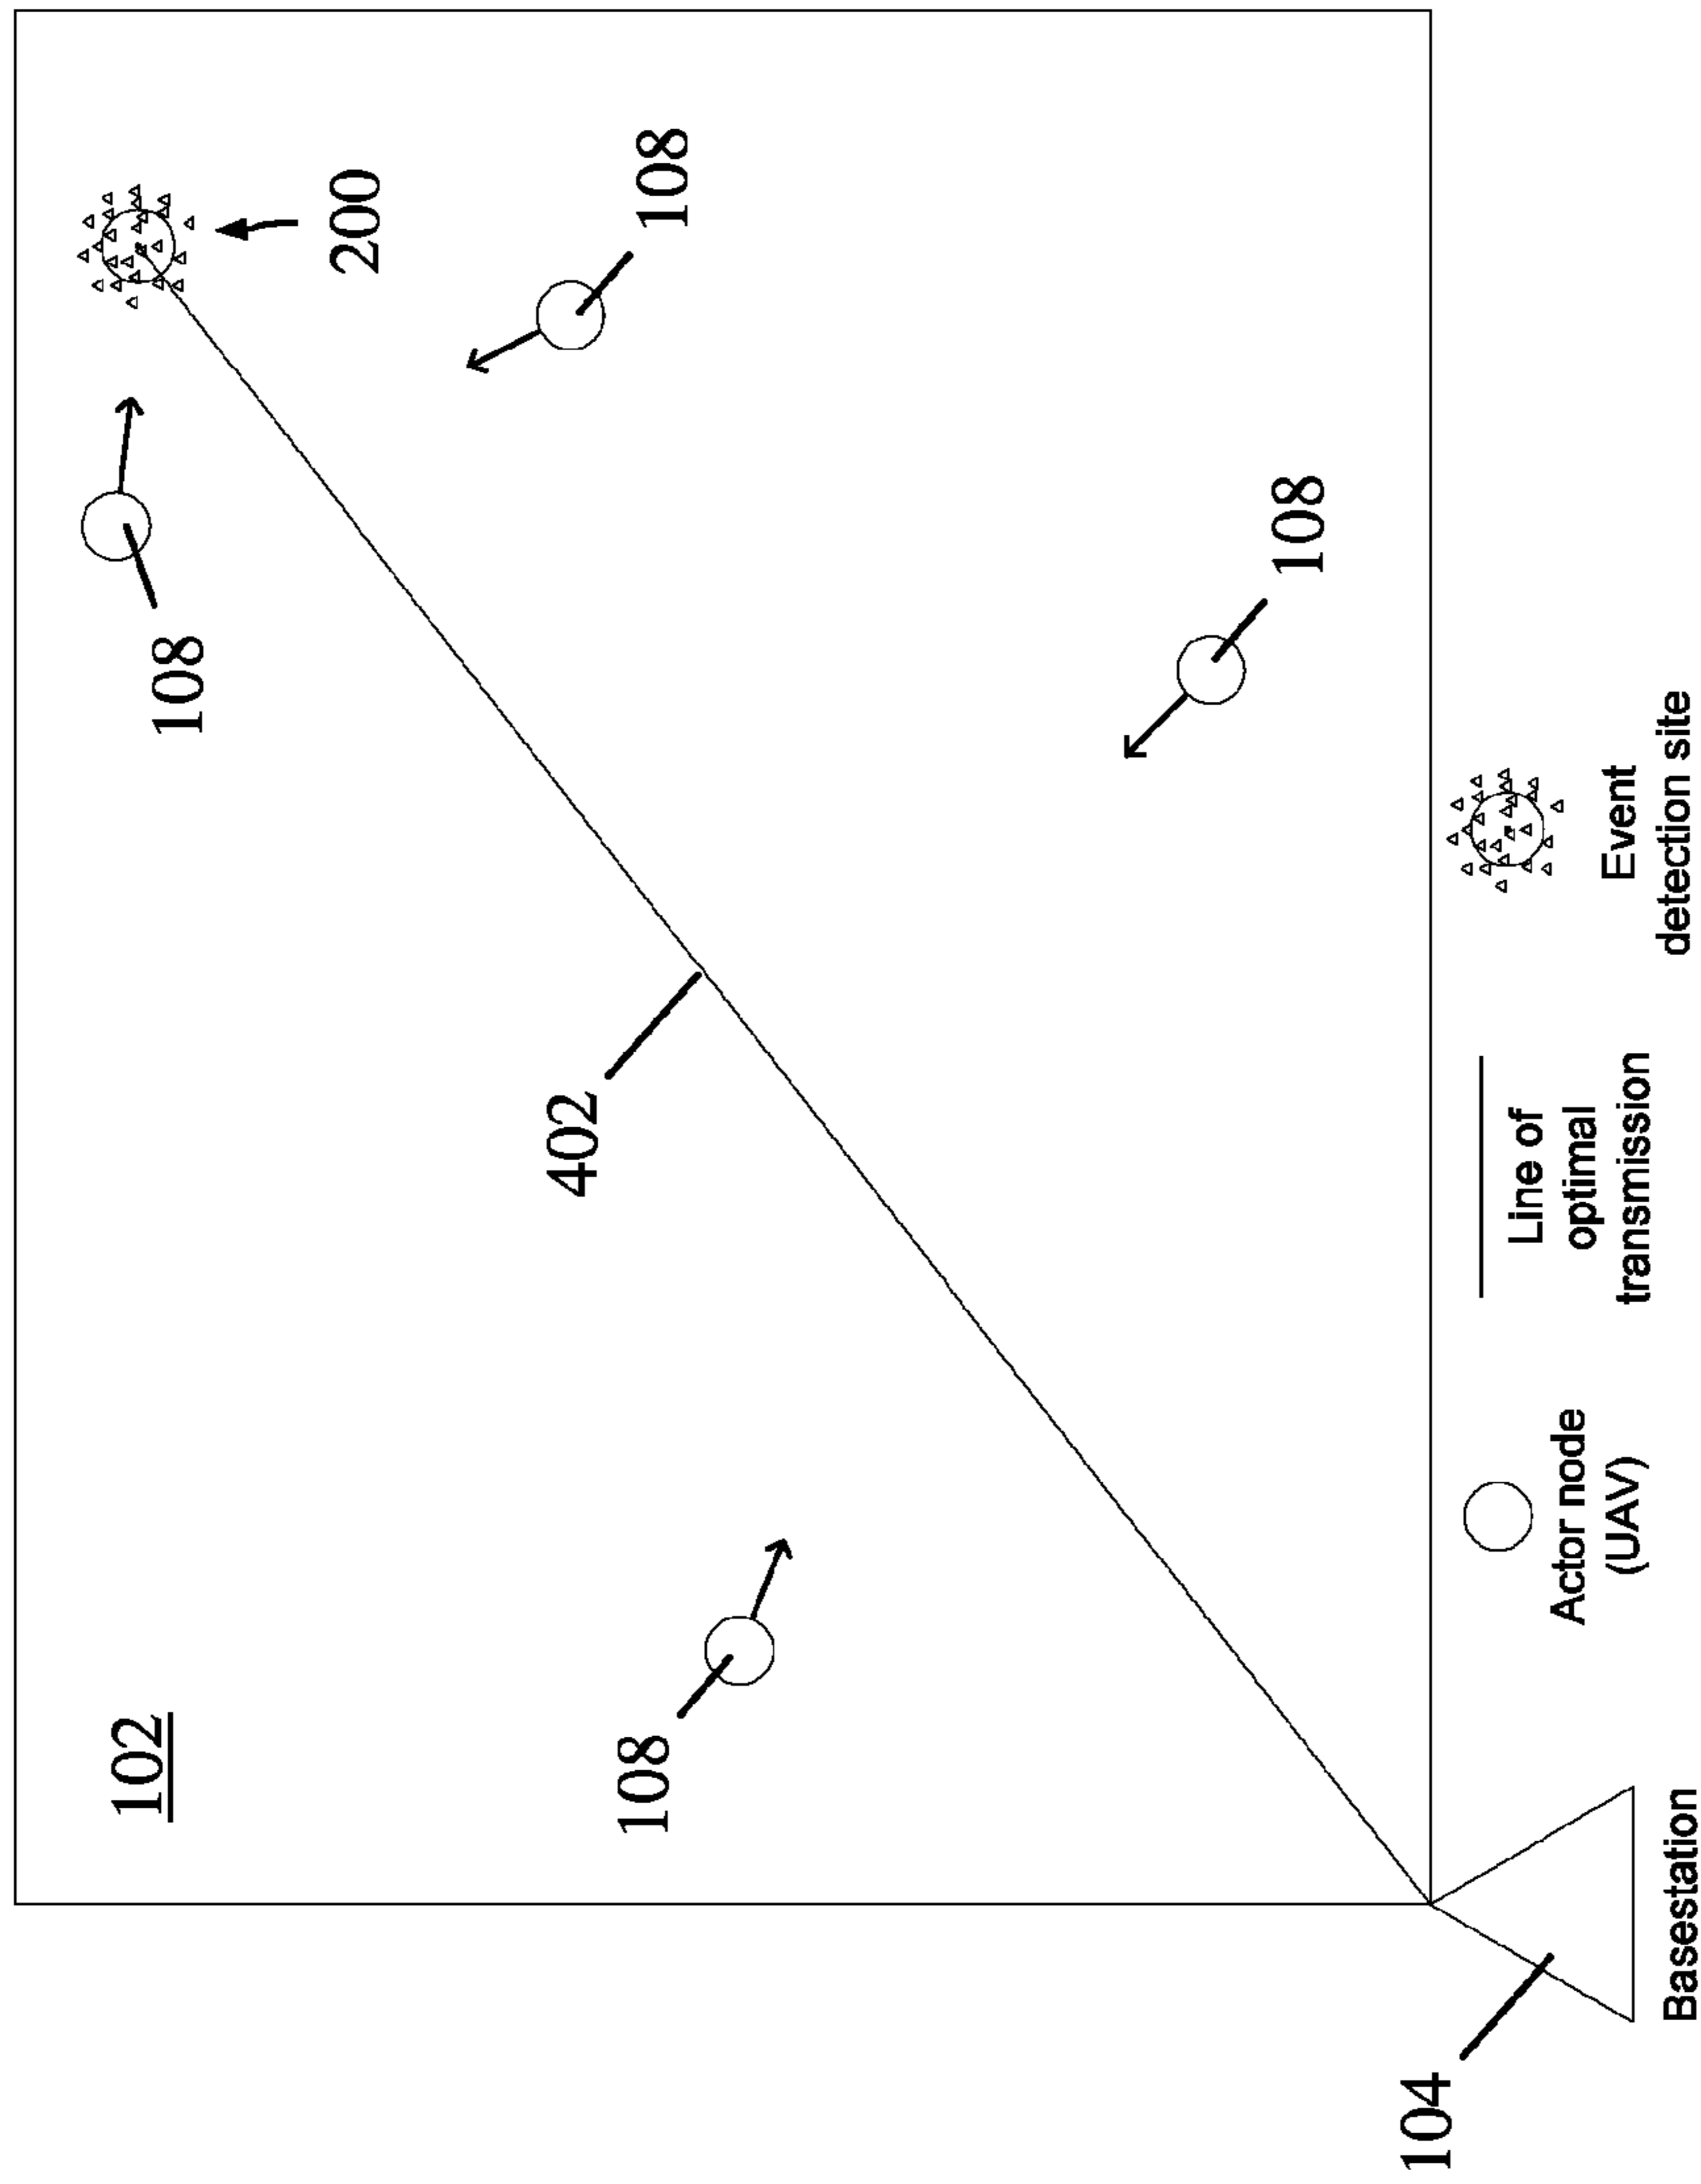 102
108
200
402
108
108
108
104
Basestation
Actor node
(UAV)
Line of
optimal
transmission
Event
detection site